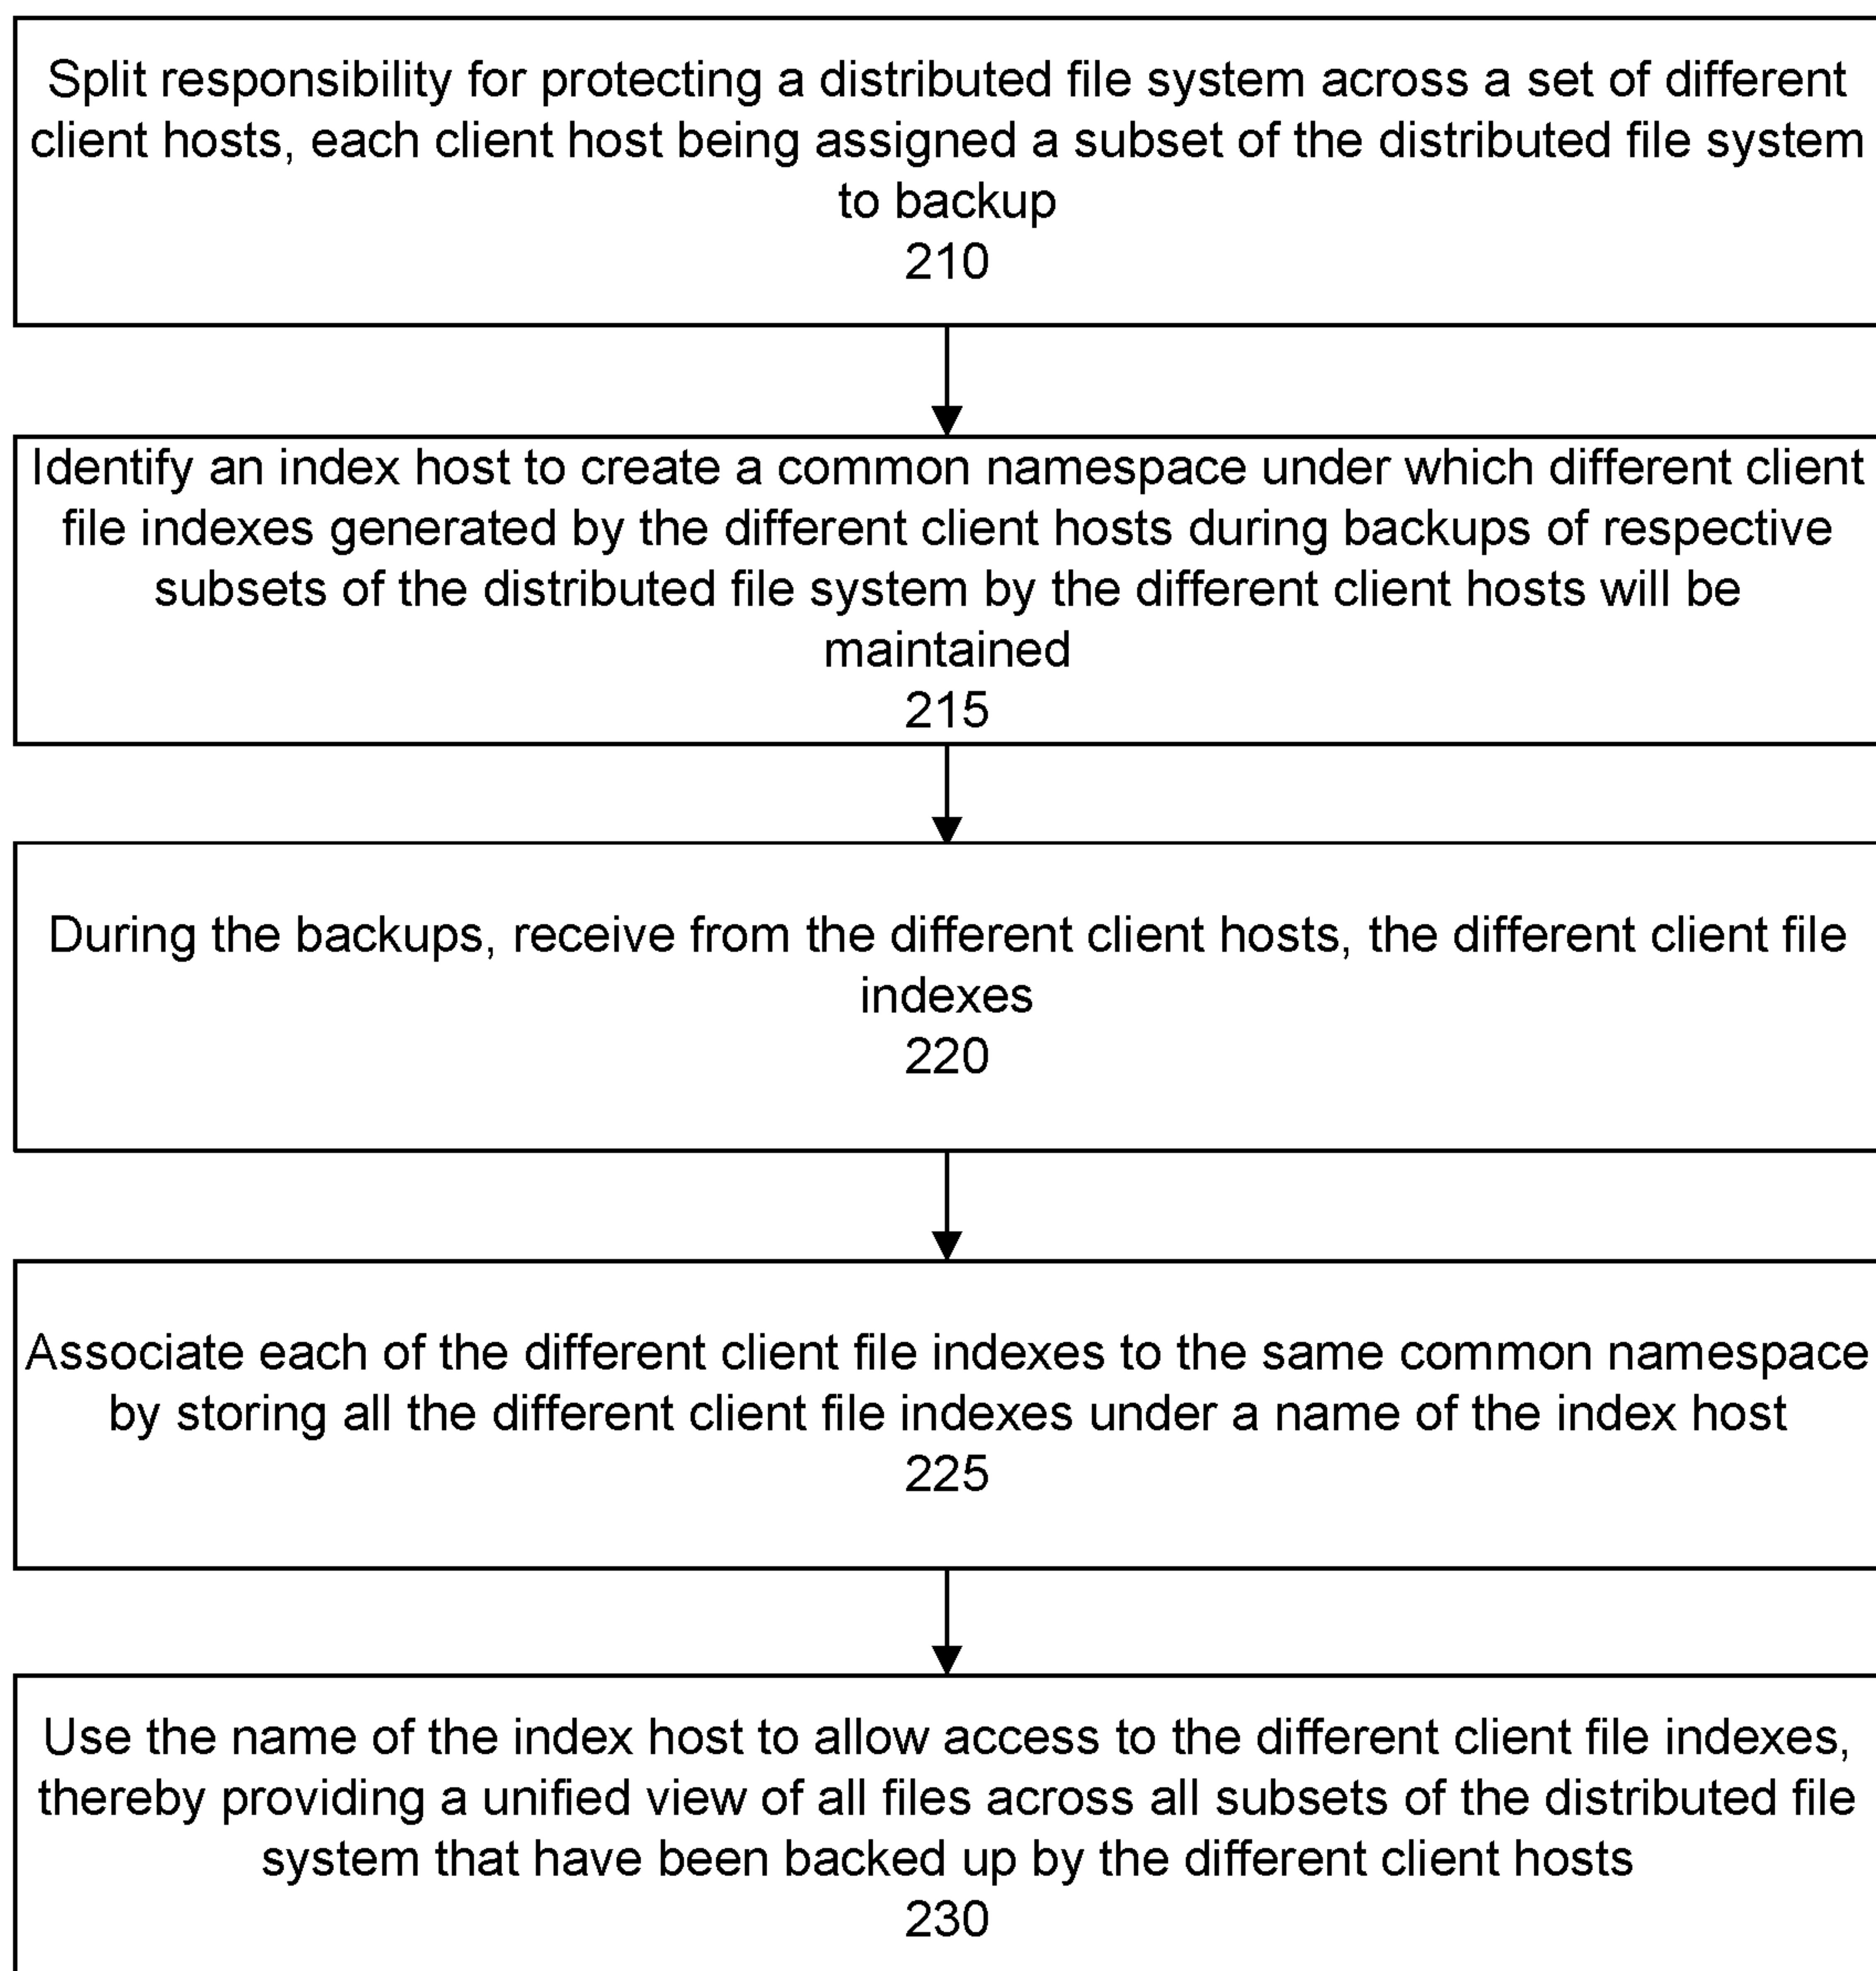 Split responsibility for protecting a distributed file system across a set of different
client hosts, each client host being assigned a subset of the distributed file system
to backup
210
Identify an index host to create a common namespace under which different client
file indexes generated by the different client hosts during backups of respective
subsets of the distributed file system by the different client hosts will be
maintained
215
During the backups, receive from the different client hosts, the different client file
indexes
220
Associate each of the different client file indexes to the same common namespace
by storing all the different client file indexes under a name of the index host
225
Use the name of the index host to allow access to the different client file indexes,
thereby providing a unified view of all files across all subsets of the distributed file
system that have been backed up by the different client hosts
230